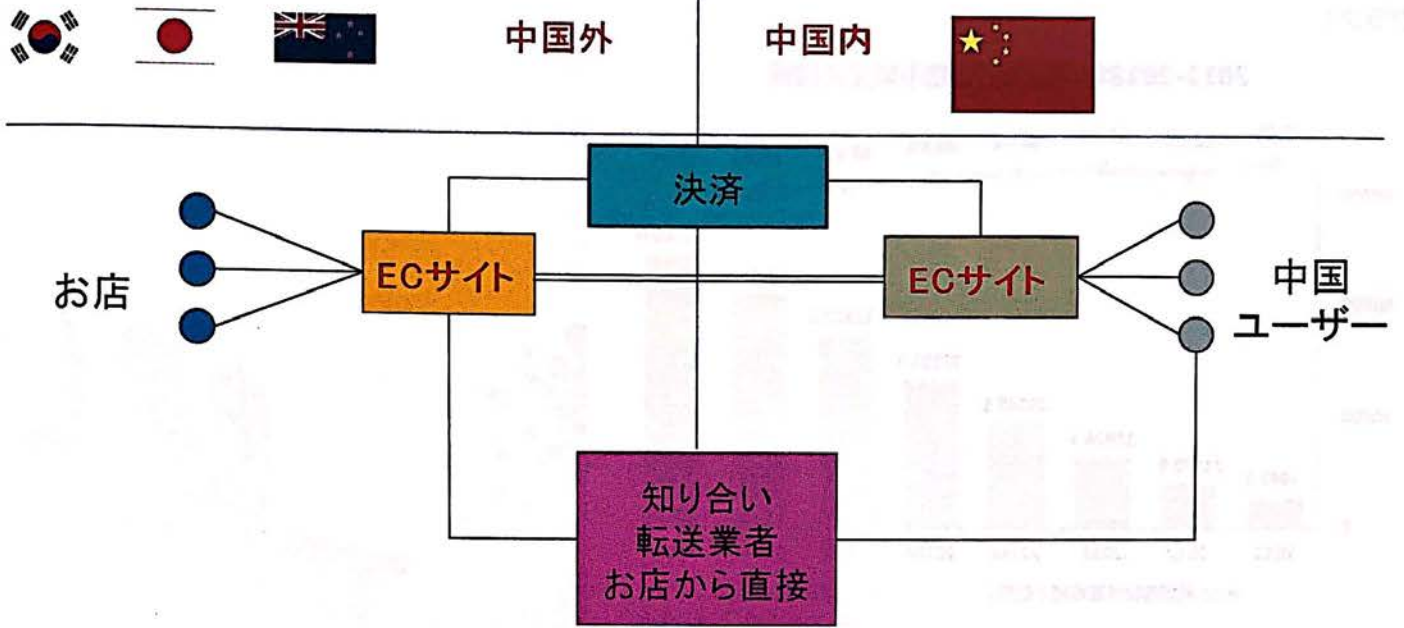 中国外
中国内
決済
ECサイト
ECサイト
お店
中国
ユーザー
知り合い
転送業者
お店から直接